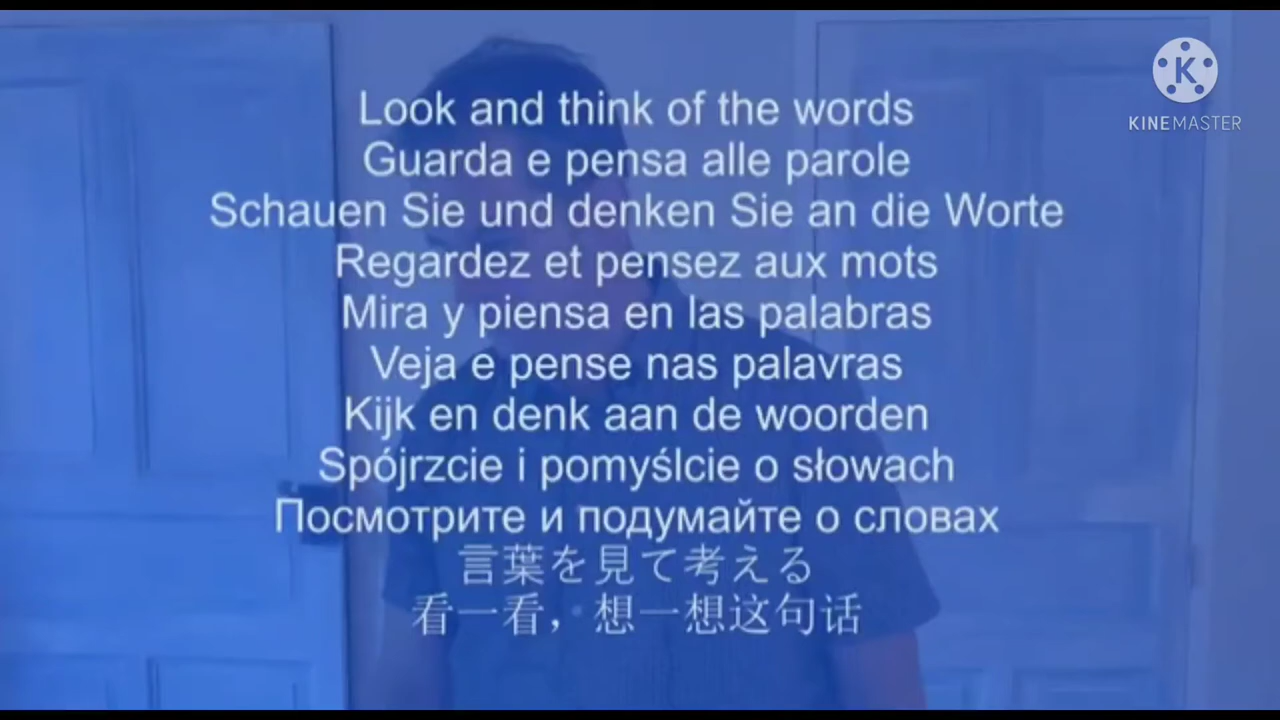 Look and think of the words
Guarda e pensa alle parole
Schauen Sie und denken Sie an die Worte
Regardez et pensez aux mots
Mira y piensa en las palabras
Veja e pense nas palavras
Kijk en denk aan de woorden
Spójrzcie i pomyślcie o słowach
Посмотрите и подумайте о словах
言葉を見て考える
看一看，想一想这句话
K
KINEMASTER